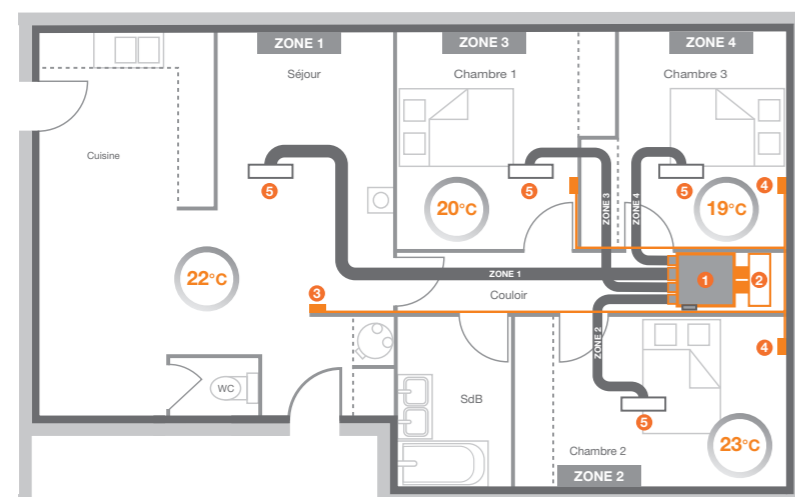 ZONE 1
ZONE 3
ZONE 4
Séjour
Chambre 1
Chambre 3
Cuisine
5
5
5
4
20°C
19°C
ZONE 3
ZONE 4
22°C
ZONE 1
1
2
3
Couloir
ZONE 2
4
WC
SdB
5
23°C
Chambre 2
ZONE 2